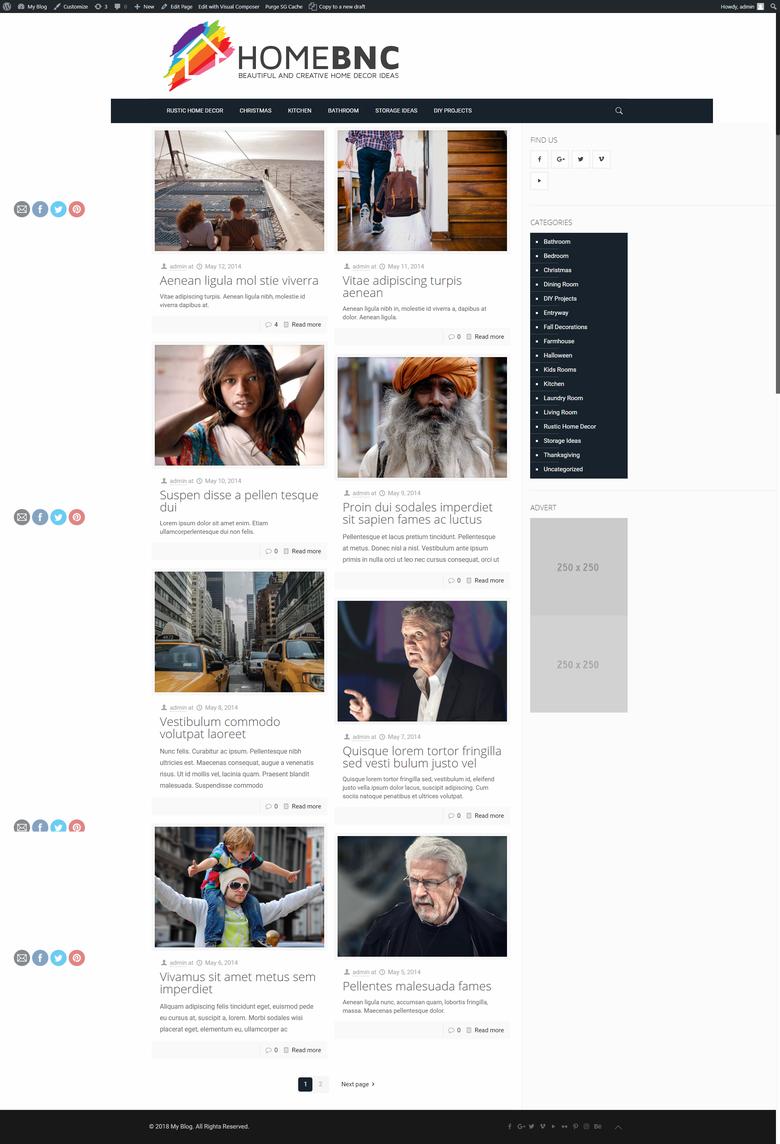 My Blog Customize 3 0 New Edit Page Edit with Visual Composer Purge SG Cache Copy to a new draft Howdy, admin
HOMEBNC
BEAUTIFUL AND CREATIVE HOME DECOR IDEAS
RUSTIC HOME DECOR CHRISTMAS KITCHEN BATHROOM STORAGE IDEAS DIY PROJECTS
admin at May 12, 2014
Aenean ligula mol stie viverra
Vitae adipiscing turpis. Aenean ligula nibh, molestie id
viverra dapibus at.
4 Read more
admin at May 11, 2014
Vitae adipiscing turpis
aenean
Aenean ligula nibh in, molestie id viverra a, dapibus at
dolor. Aenean ligula.
0 Read more
admin at May 10, 2014
Suspen disse a pellen tesque
dui
Lorem ipsum dolor sit amet enim. Etiam
ullamcorperlentesque dui non felis.
0 Read more
admin at May 9, 2014
Proin dui sodales imperdiet
sit sapien fames ac luctus
Pellentesque et lacus pretium tincidunt. Pellentesque
at metus. Donec nisl a nisl. Vestibulum ante ipsum
primis in nulla orci ut leo nec cursus consequat, orci ut
0 Read more
admin at May 8, 2014
Vestibulum commodo
volutpat laoreet
Nunc felis. Curabitur ac ipsum. Pellentesque nibh
ultricies est. Maecenas consequat, augue a venenatis
risus. Ut id mollis vel, lacinia quam. Praesent blandit
malesuada. Suspendisse commodo
0 Read more
admin at May 7, 2014
Quisque lorem tortor fringilla
sed vesti bulum justo vel
Quisque lorem tortor fringilla sed, vestibulum id, eleifend
justo vella ipsum dolor lacus, suscipit adipiscing. Cum
sociis natoque penatibus et ultrices volutpat.
0 Read more
admin at May 6, 2014
Vivamus sit amet metus sem
imperdiet
Aliquam adipiscing felis tincidunt eget, euismod pede
eu cursus at, suscipit a, lorem. Morbi sodales wisi
placerat eget, elementum eu, ullamcorper ac
0 Read more
admin at May 5, 2014
Pellentes malesuada fames
Aenean ligula nunc, accumsan quam, lobortis fringilla,
massa. Maecenas pellentesque dolor.
0 Read more
1 2 Next page
FIND US
CATEGORIES
Bathroom
Bedroom
Christmas
Dining Room
DIY Projects
Entryway
Fall Decorations
Farmhouse
Halloween
Kids Rooms
Kitchen
Laundry Room
Living Room
Rustic Home Decor
Storage Ideas
Thanksgiving
Uncategorized
ADVERT
250 x 250
250 x 250
© 2018 My Blog. All Rights Reserved.